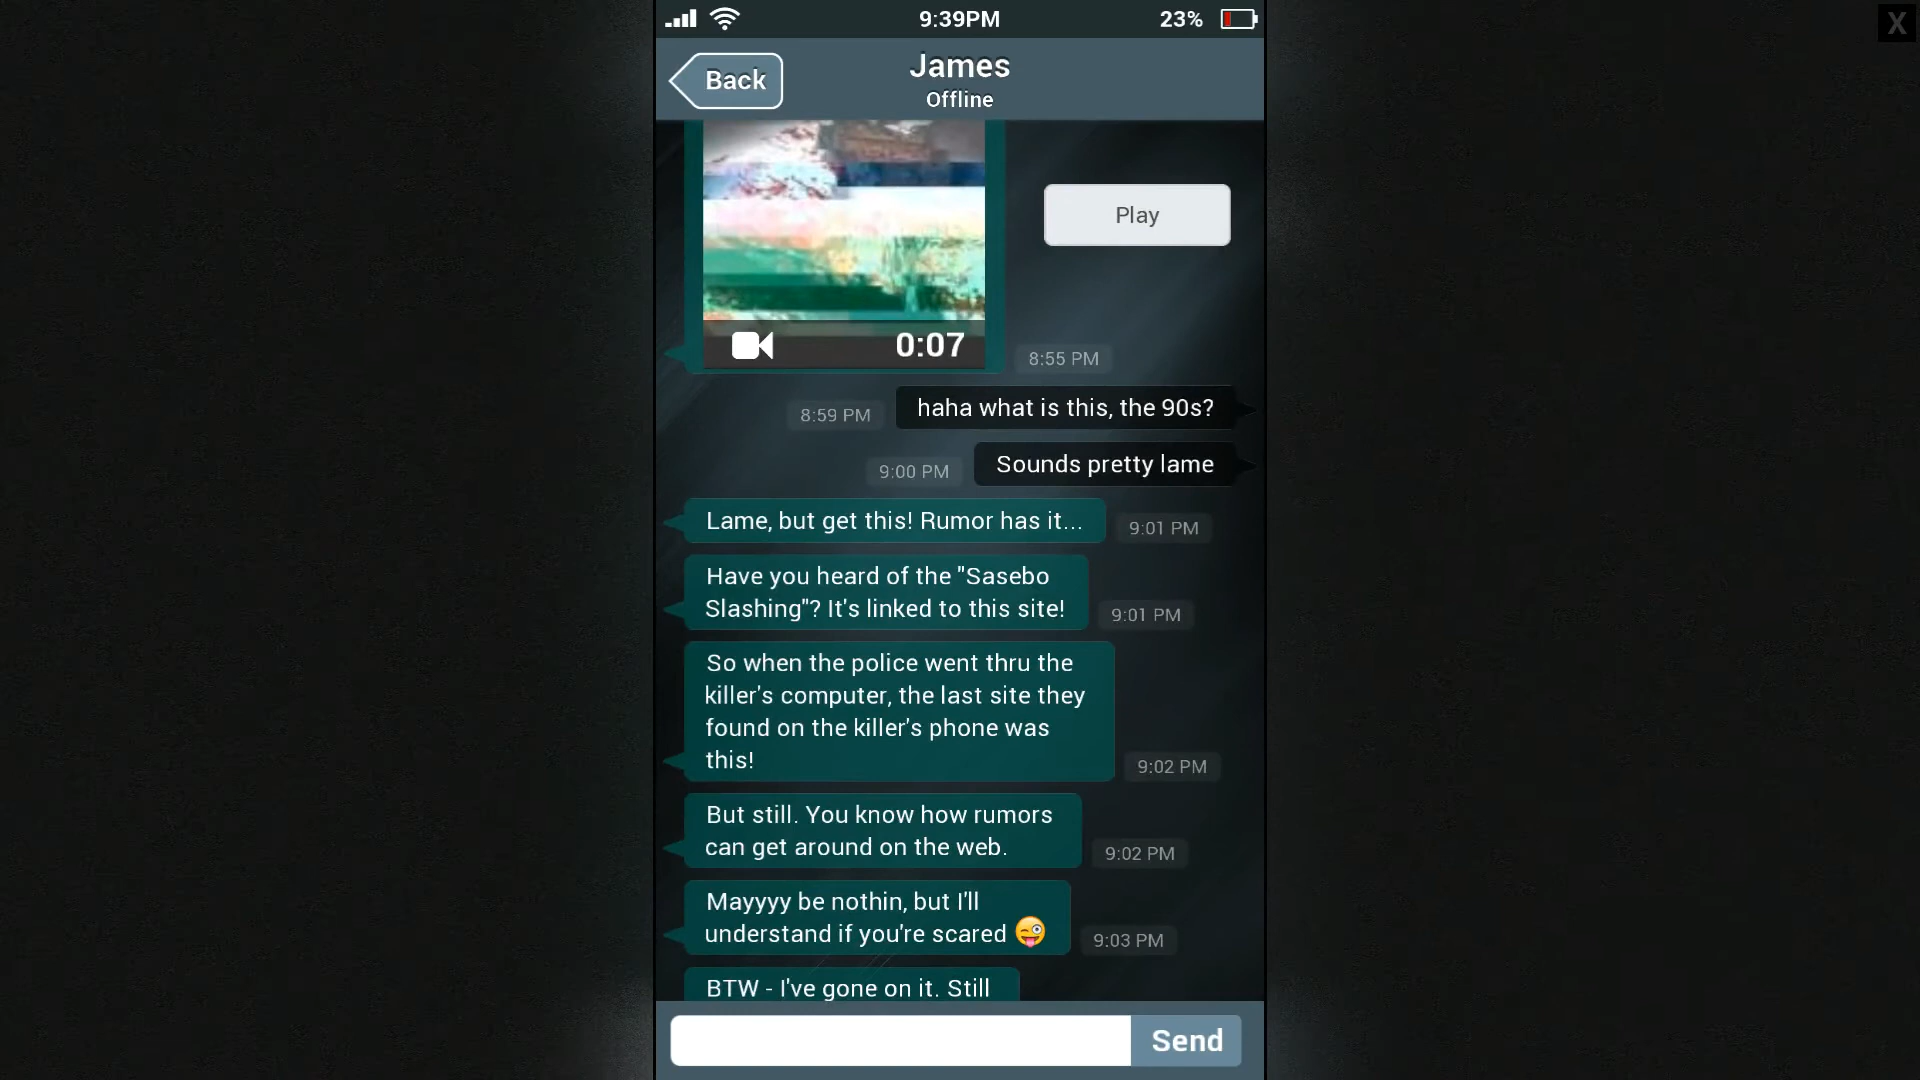 9:39PM
23%
X
Back
James
Offline
Play
0:07
8:55 PM
haha what is this, the 90s?
8:59 PM
Sounds pretty lame
9:00 PM
Lame, but get this! Rumor has it...
9:01 PM
Have you heard of the "Sasebo
Slashing"? It's linked to this site!
9:01 PM
So when the police went thru the
killer's computer, the last site they
found on the killer's phone was
this!
9:02 PM
But still. You know how rumors
can get around on the web.
9:02 PM
Mayyyy be nothin, but I'll
understand if you're scared 😜
9:03 PM
BTW - I've gone on it. Still
Send